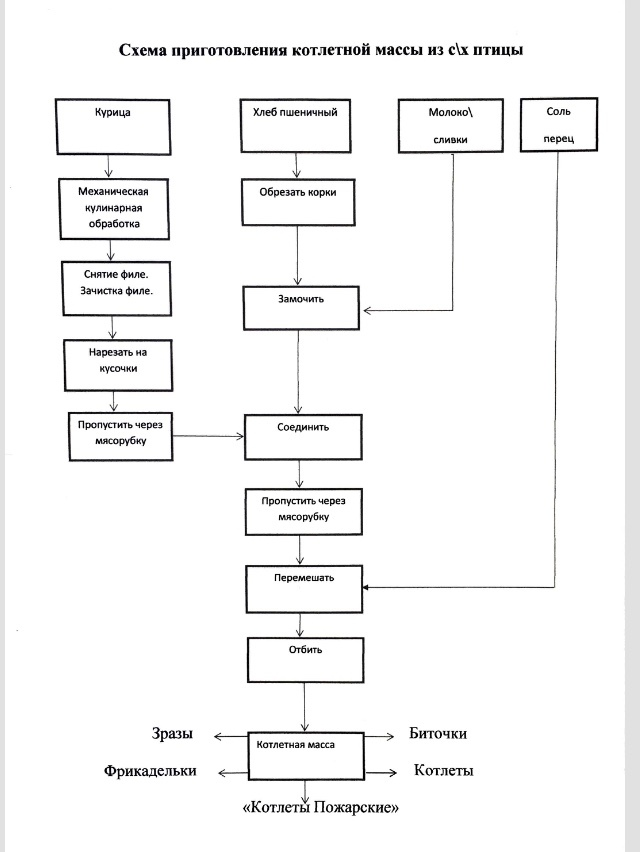 Схема приготовления котлетной массы из с\х птицы
Курица
Хлеб пшеничный
Молоко\
сливки
Соль
перец
Механическая
кулинарная
обработка
Обрезать корки
Снятие филе.
Зачистка филе.
Замочить
Нарезать на
кусочки
Пропустить через
мясорубку
Соединить
Пропустить через
мясорубку
Перемешать
Отбить
Зразы
Котлетная масса
Биточки
Фрикадельки
Котлеты
«Котлеты Пожарские»